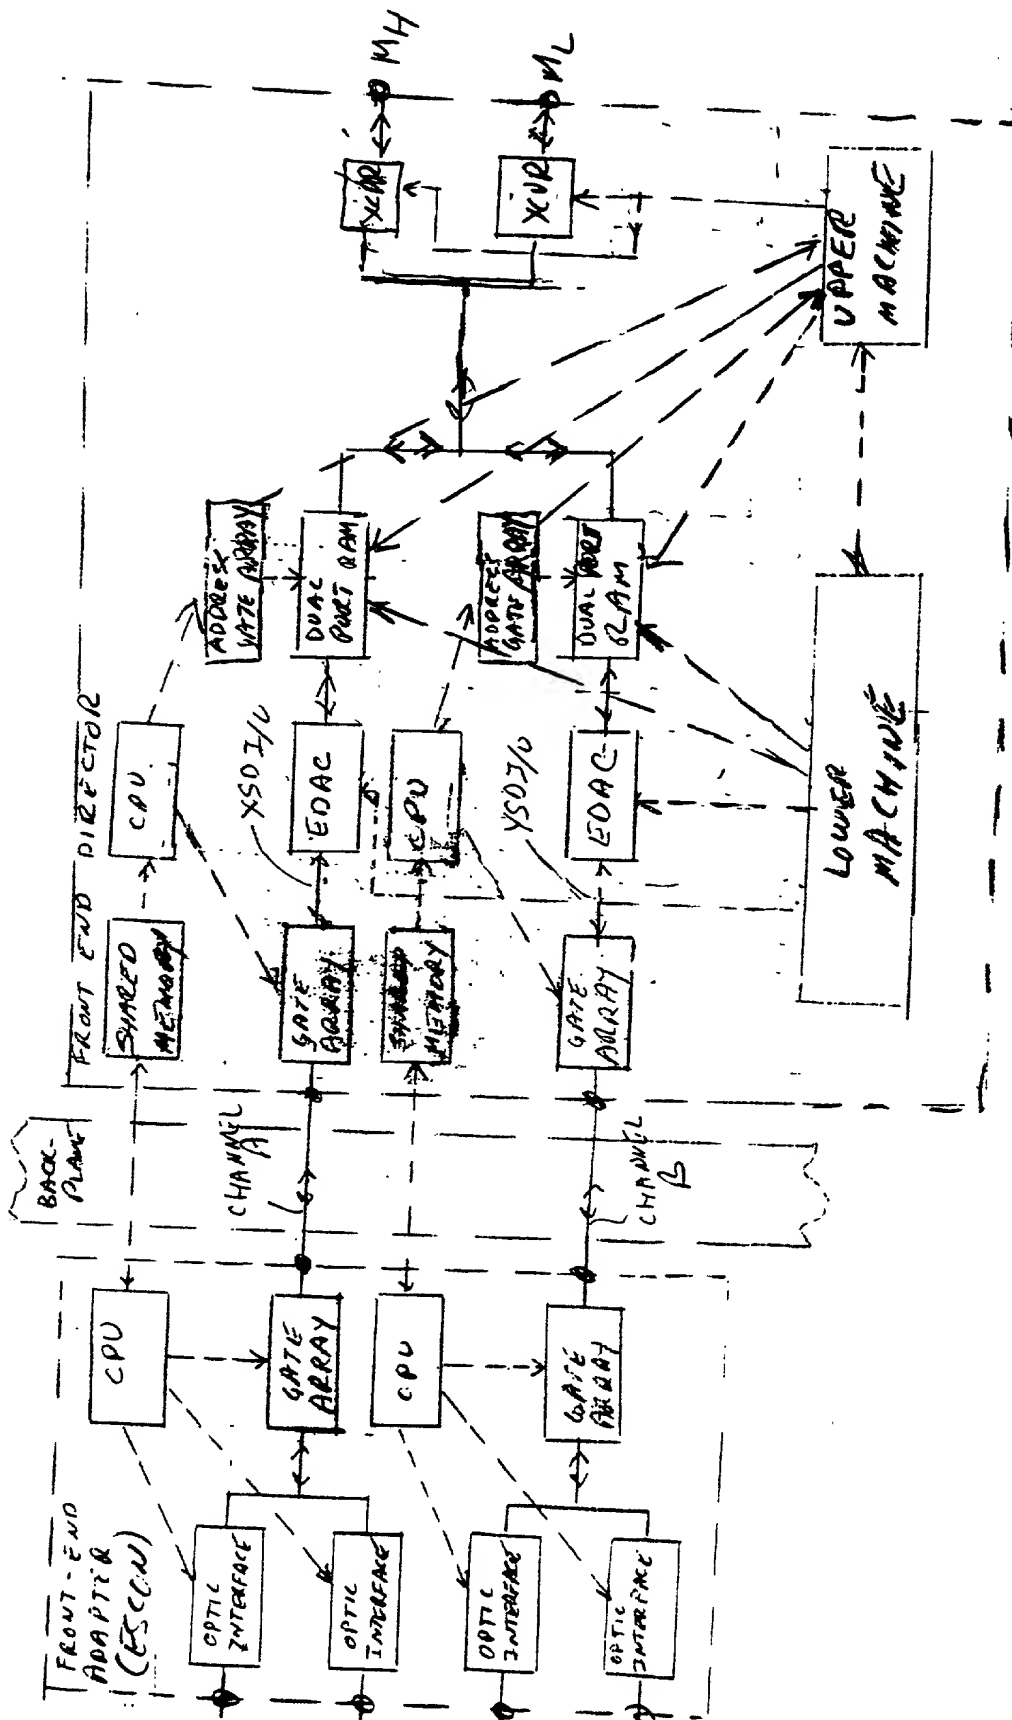 FRONT-END
ADAPTER
(ESCON)
OPTIC
INTERFACE
OPTIC
INTERFACE
OPTIC
INTERFACE
OPTIC
INTERFACE
CPU
GATE
ARRAY
CPU
GATE
ARRAY
BACK-
PLANE
CHANNEL
A
CHANNEL
B
FRONT END DIRECTOR
SHARED
MEMORY
CPU
GATE
ARRAY
XSD I/O
EDAC
ADDRESS
GATE ARRAY
DUAL
PORT RAM
SHARED
MEMORY
CPU
GATE
ARRAY
YSD I/O
EDAC
ADDRESS
GATE ARRAY
DUAL PORT
RAM
LOWER
MACHINE
UPPER
MACHINE
XCVR
MH
XCVR
ML